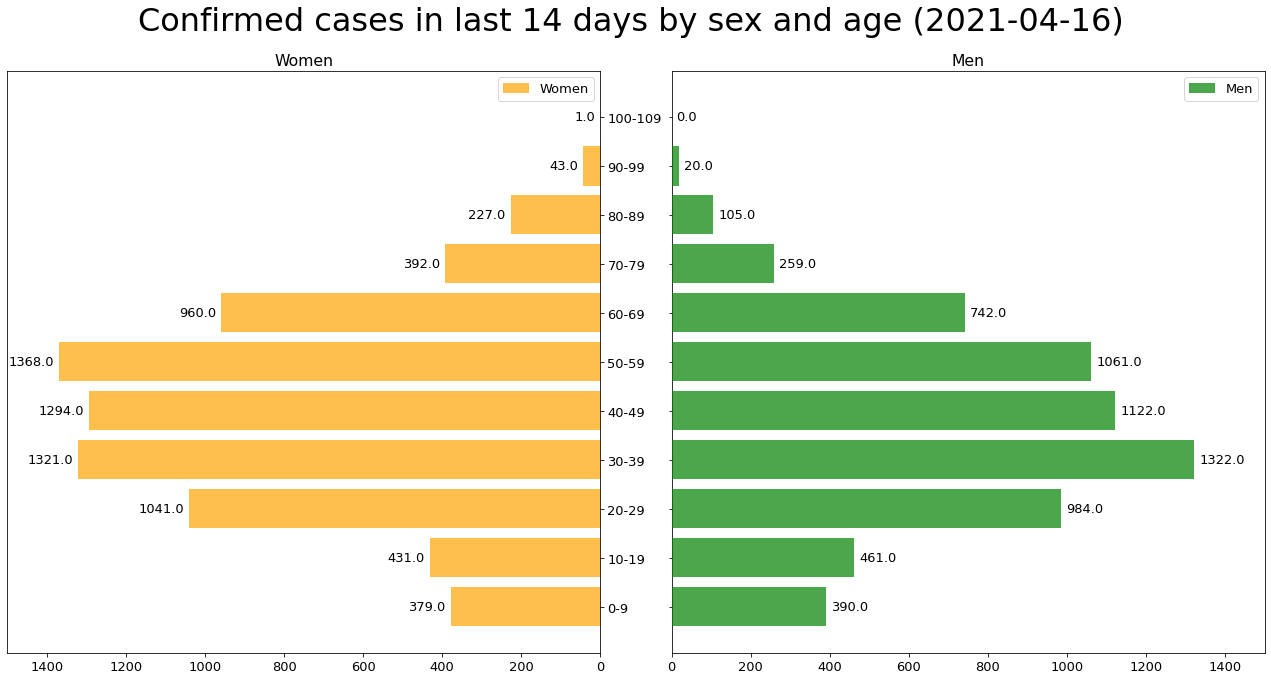 Confirmed cases in last 14 days by sex and age (2021-04-16)
Women Men
Women Men
1.0 100-109 0.0
43.0 90-99 20.0
227.0 80-89 105.0
392.0 70-79 259.0
960.0 60-69 742.0
1368.0 50-59 1061.0
1294.0 40-49 1122.0
1321.0 30-39 1322.0
1041.0 20-29 984.0
431.0 10-19 461.0
379.0 0-9 390.0
1400 1200 1000 800 600 400 200 0 0 200 400 600 800 1000 1200 1400